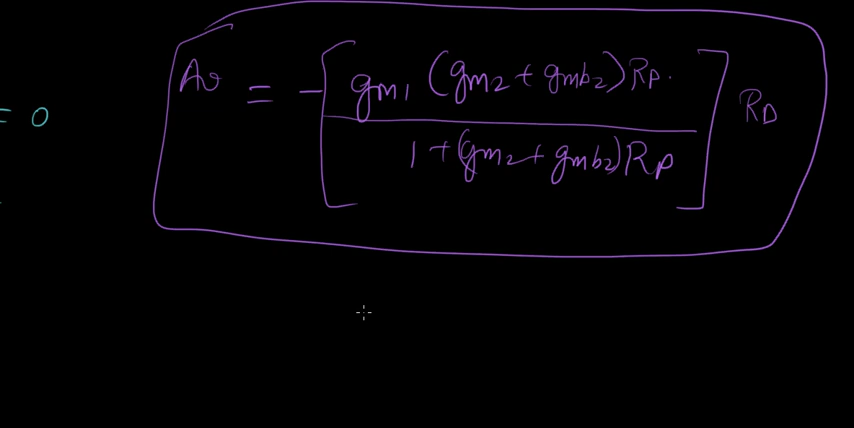 = 0
Av = - [ gm1 (gm2 + gmb2) RP.
1 + (gm2 + gmb2) RP ] RD